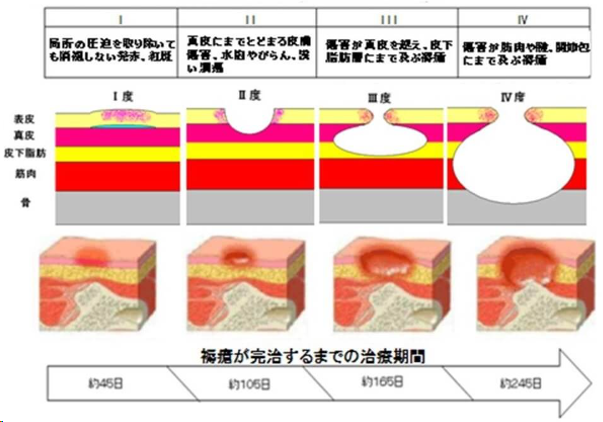 I
II
III
IV
局所の圧迫を取り除いて
も消退しない発赤、紅斑
真皮にまでとどまる皮膚
傷害、水胞やびらん、浅
い潰瘍
傷害が真皮を超え、皮下
脂肪層にまで及ぶ褥瘡
傷害が筋肉や腱、関節包
にまで及ぶ褥瘡
I度
II度
III度
IV度
表皮
真皮
皮下脂肪
筋肉
骨
褥瘡が完治するまでの治療期間
約45日
約105日
約165日
約245日